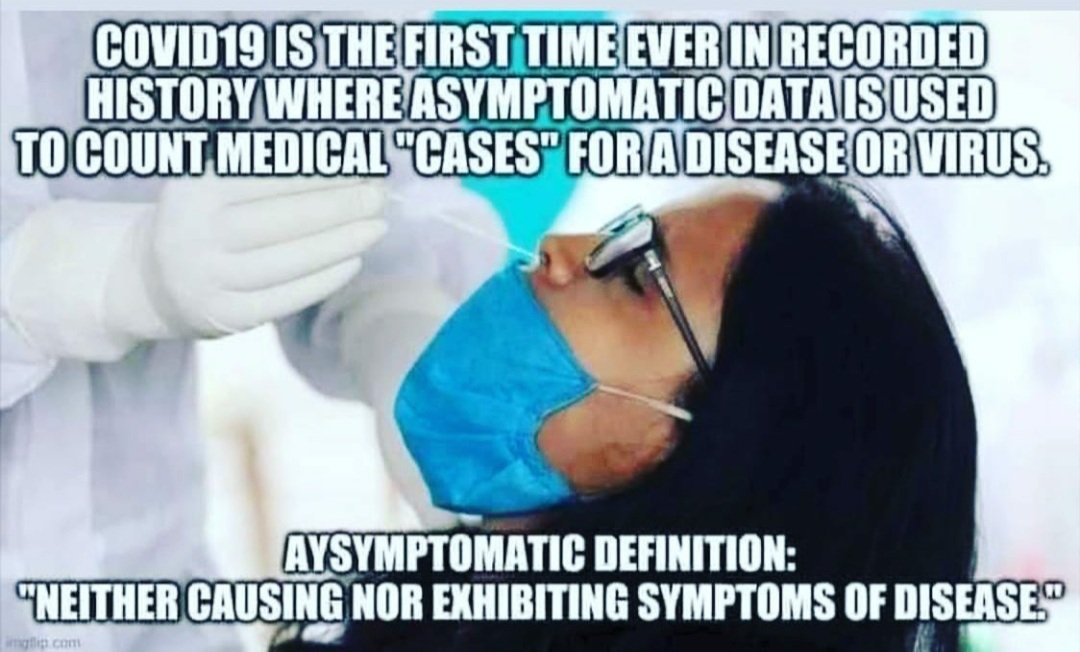 COVID19 IS THE FIRST TIME EVER IN RECORDED
HISTORY WHERE ASYMPTOMATIC DATA IS USED
TO COUNT MEDICAL "CASES" FOR A DISEASE OR VIRUS.
AYSYMPTOMATIC DEFINITION:
"NEITHER CAUSING NOR EXHIBITING SYMPTOMS OF DISEASE."
imgflip.com